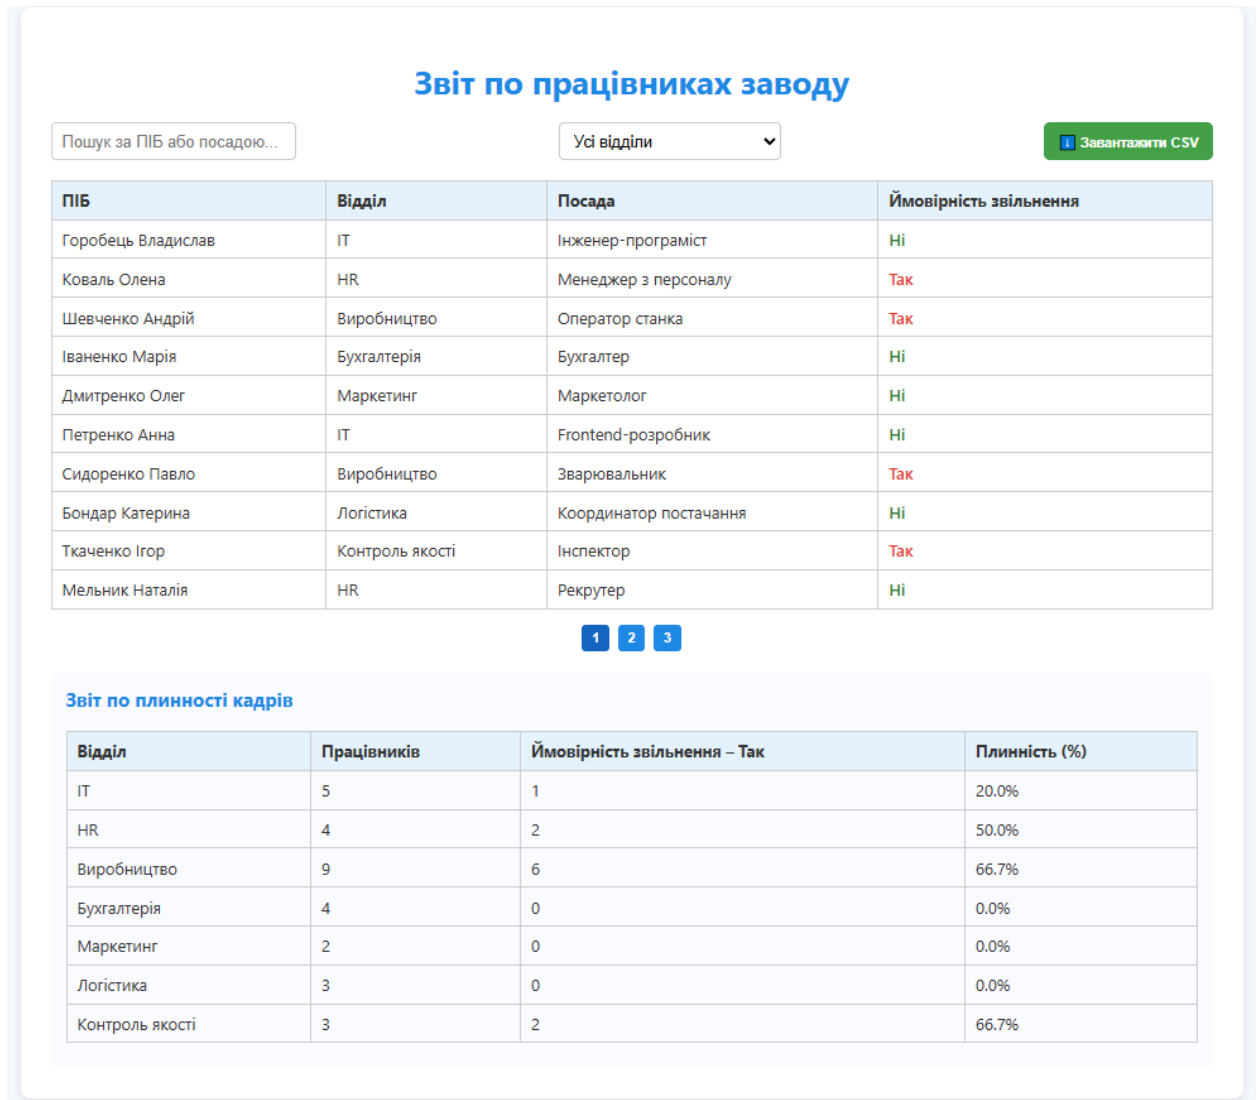 Звіт по працівниках заводу
Пошук за ПІБ або посадою... Усі відділи Завантажити CSV
ПІБ Відділ Посада Ймовірність звільнення
Горобець Владислав IT Інженер-програміст Ні
Коваль Олена HR Менеджер з персоналу Так
Шевченко Андрій Виробництво Оператор станка Так
Іваненко Марія Бухгалтерія Бухгалтер Ні
Дмитренко Олег Маркетинг Маркетолог Ні
Петренко Анна IT Frontend-розробник Ні
Сидоренко Павло Виробництво Зварювальник Так
Бондар Катерина Логістика Координатор постачання Ні
Ткаченко Ігор Контроль якості Інспектор Так
Мельник Наталія HR Рекрутер Ні
1 2 3
Звіт по плинності кадрів
Відділ Працівників Ймовірність звільнення – Так Плинність (%)
IT 5 1 20.0%
HR 4 2 50.0%
Виробництво 9 6 66.7%
Бухгалтерія 4 0 0.0%
Маркетинг 2 0 0.0%
Логістика 3 0 0.0%
Контроль якості 3 2 66.7%